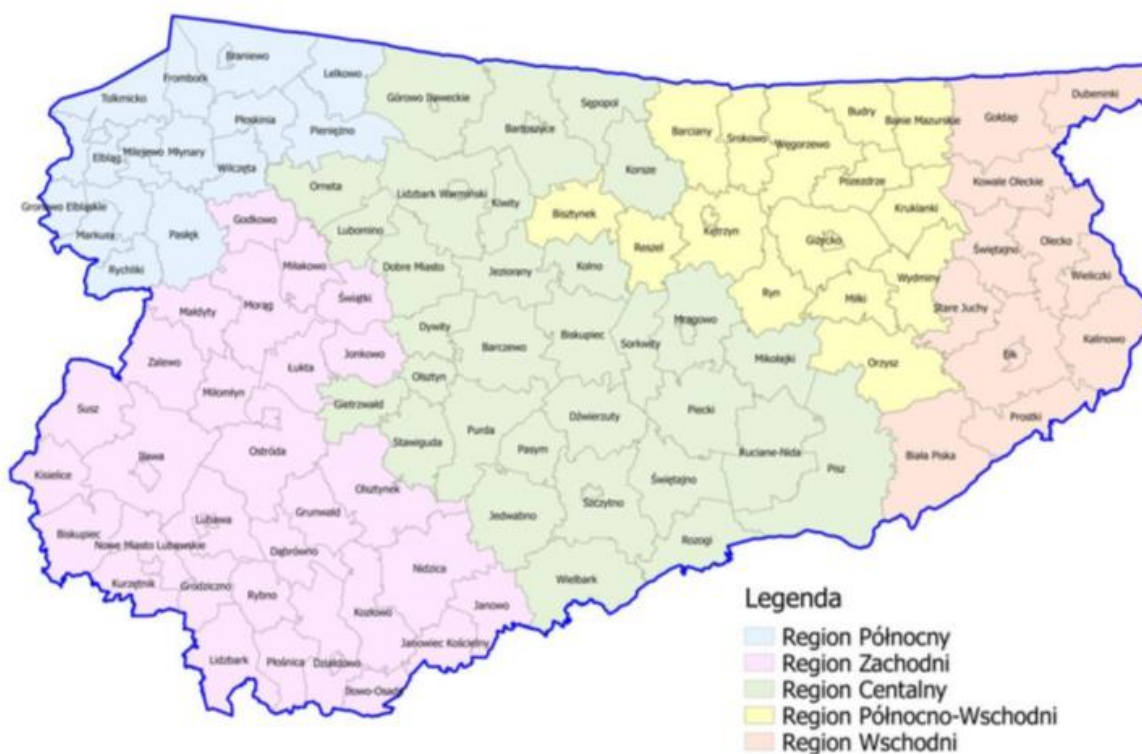 Braniewo
Frombork
Lelkowo
Tolkmicko
Płoskinia
Pieniężno
Górowo Iławeckie
Sępopol
Bartoszyce
Barciany
Srokowo
Węgorzewo
Budry
Banie Mazurskie
Gołdap
Dubeninki
Elbląg
Milejewo
Młynary
Wilczęta
Orneta
Lidzbark Warmiński
Kiwity
Korsze
Pozezdrze
Kowale Oleckie
Gronowo Elbląskie
Markusy
Pasłęk
Rychliki
Godkowo
Lubomino
Bisztynek
Reszel
Kętrzyn
Giżycko
Kruklanki
Świętajno
Olecko
Wieliczki
Miłakowo
Dobre Miasto
Jeziorany
Kolno
Ryn
Miłki
Wydminy
Stare Juchy
Małdyty
Morąg
Świątki
Dywity
Barczewo
Biskupiec
Sorkwity
Mrągowo
Mikołajki
Orzysz
Ełk
Kalinowo
Zalewo
Miłomłyn
Łukta
Jonkowo
Olsztyn
Gietrzwałd
Susz
Iława
Ostróda
Stawiguda
Purda
Pasym
Dźwierzuty
Piecki
Ruciane-Nida
Pisz
Biała Piska
Prostki
Kisielice
Olsztynek
Jedwabno
Szczytno
Świętajno
Biskupiec
Nowe Miasto Lubawskie
Lubawa
Grunwald
Dąbrówno
Rozogi
Kurzętnik
Grodziczno
Rybno
Kozłowo
Nidzica
Janowo
Wielbark
Lidzbark
Płośnica
Działdowo
Janowiec Kościelny
Iłowo-Osada
Legenda
Region Północny
Region Zachodni
Region Centalny
Region Północno-Wschodni
Region Wschodni